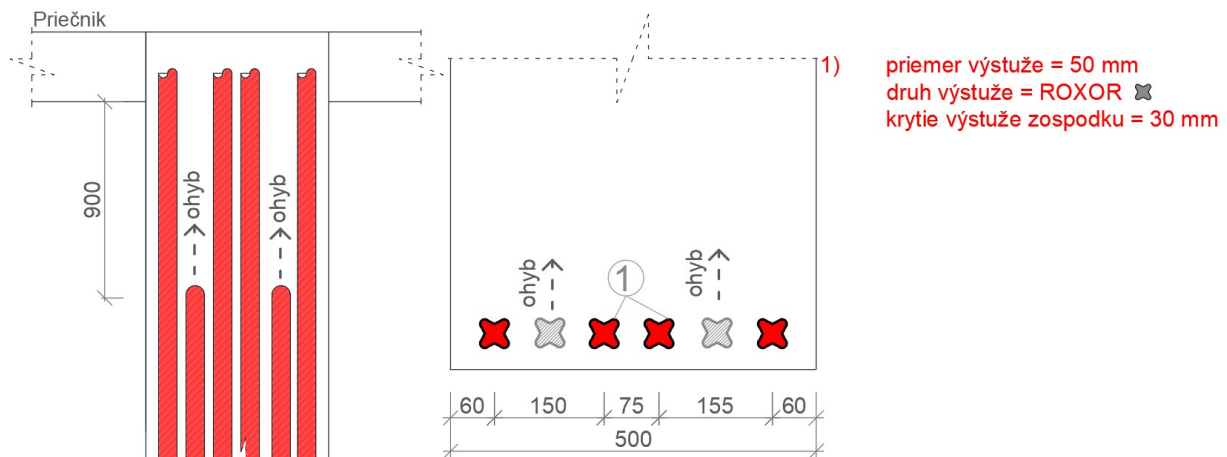 Priečnik
900
ohyb
ohyb
ohyb
ohyb
1
60 150 75 155 60
500
1) priemer výstuže = 50 mm
druh výstuže = ROXOR
krytie výstuže zospodku = 30 mm